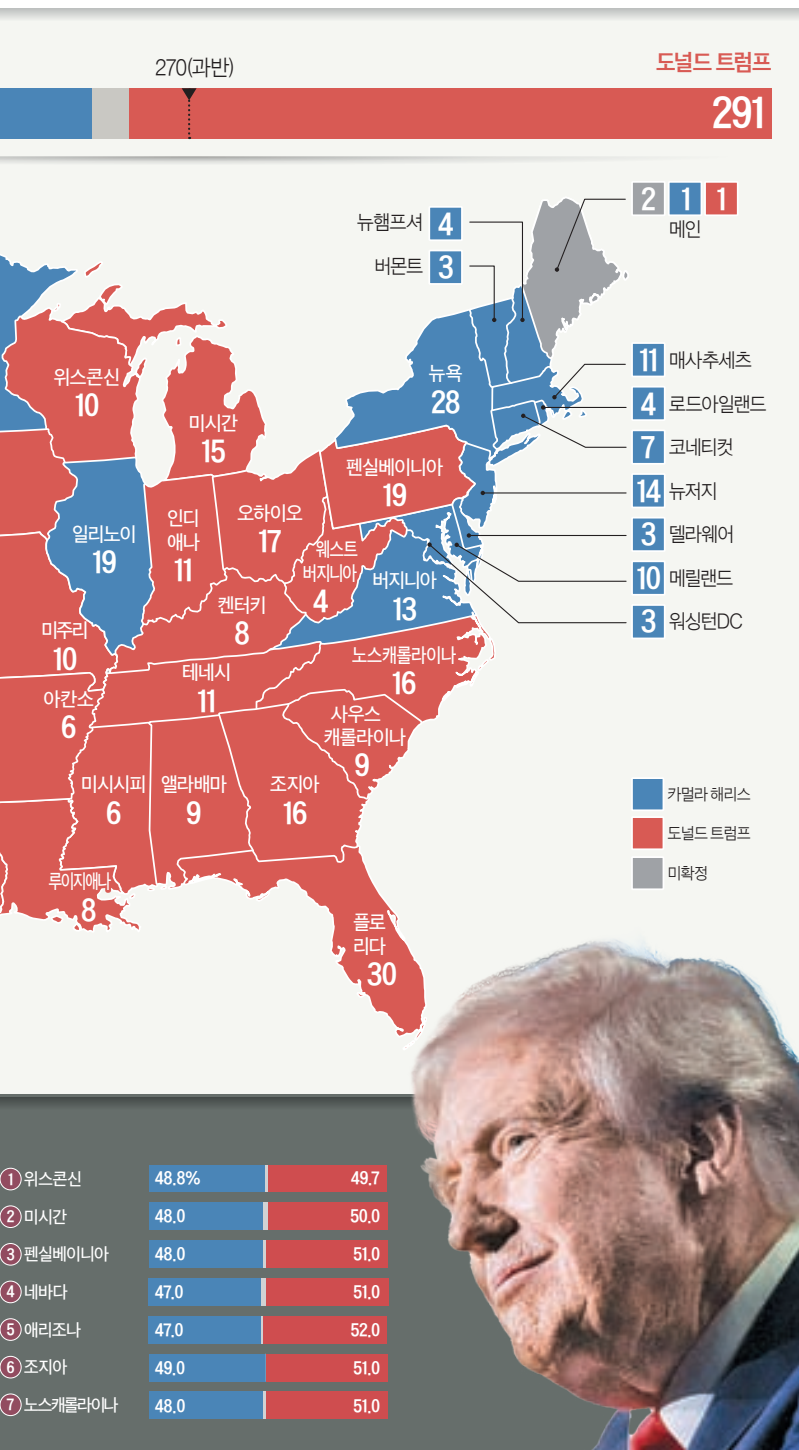 270(과반)
도널드 트럼프
291
2 1 1
메인
뉴햄프셔 4
버몬트 3
위스콘신
10
미시간
15
뉴욕
28
11 매사추세츠
4 로드아일랜드
7 코네티컷
14 뉴저지
3 델라웨어
10 메릴랜드
3 워싱턴DC
펜실베이니아
19
일리노이
19
인디
애나
11
오하이오
17
웨스트
버지니아
4
버지니아
13
켄터키
8
미주리
10
테네시
11
노스캐롤라이나
16
아칸소
6
사우스
캐롤라이나
9
미시시피
6
앨라배마
9
조지아
16
루이지애나
8
플로
리다
30
카멀라 해리스
도널드 트럼프
미확정
1 위스콘신 48.8% 49.7
2 미시간 48.0 50.0
3 펜실베이니아 48.0 51.0
4 네바다 47.0 51.0
5 애리조나 47.0 52.0
6 조지아 49.0 51.0
7 노스캐롤라이나 48.0 51.0